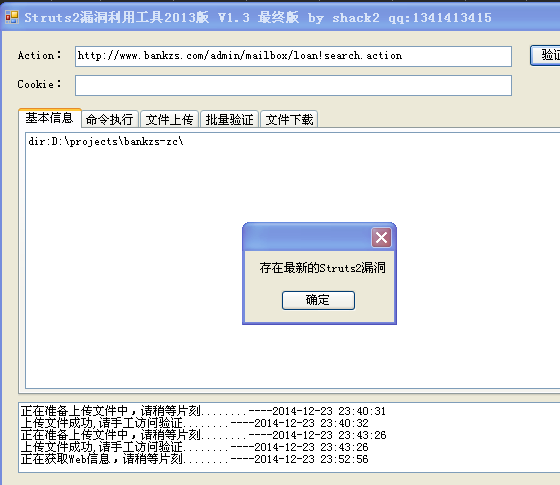 Struts2漏洞利用工具2013版 V1.3 最终版 by shack2 qq:1341413415
Action： http://www.bankzs.com/admin/mailbox/loan!search.action
Cookie：
基本信息 命令执行 文件上传 批量验证 文件下载
dir:D:\projects\bankzs-zc\
存在最新的Struts2漏洞
确定
正在准备上传文件中，请稍等片刻........----2014-12-23 23:40:31
上传文件成功,请手工访问验证........----2014-12-23 23:40:32
正在准备上传文件中，请稍等片刻........----2014-12-23 23:43:26
上传文件成功,请手工访问验证........----2014-12-23 23:43:26
正在获取Web信息，请稍等片刻........----2014-12-23 23:52:56